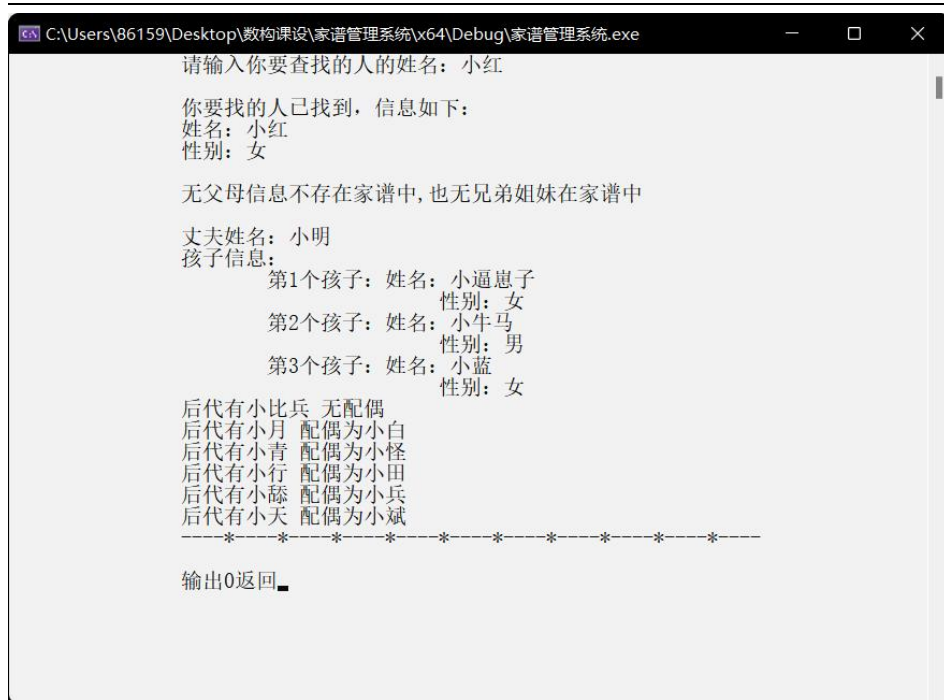 C:\Users\86159\Desktop\数构课设\家谱管理系统\x64\Debug\家谱管理系统.exe
请输入你要查找的人的姓名：小红
你要找的人已找到，信息如下：
姓名：小红
性别：女
无父母信息不存在家谱中,也无兄弟姐妹在家谱中
丈夫姓名：小明
孩子信息：
第1个孩子：姓名：小逼崽子
性别：女
第2个孩子：姓名：小牛马
性别：男
第3个孩子：姓名：小蓝
性别：女
后代有小比兵 无配偶
后代有小月 配偶为小白
后代有小青 配偶为小怪
后代有小行 配偶为小田
后代有小舔 配偶为小兵
后代有小天 配偶为小斌
----*----*----*----*----*----*----*----*----*----*----
输出0返回